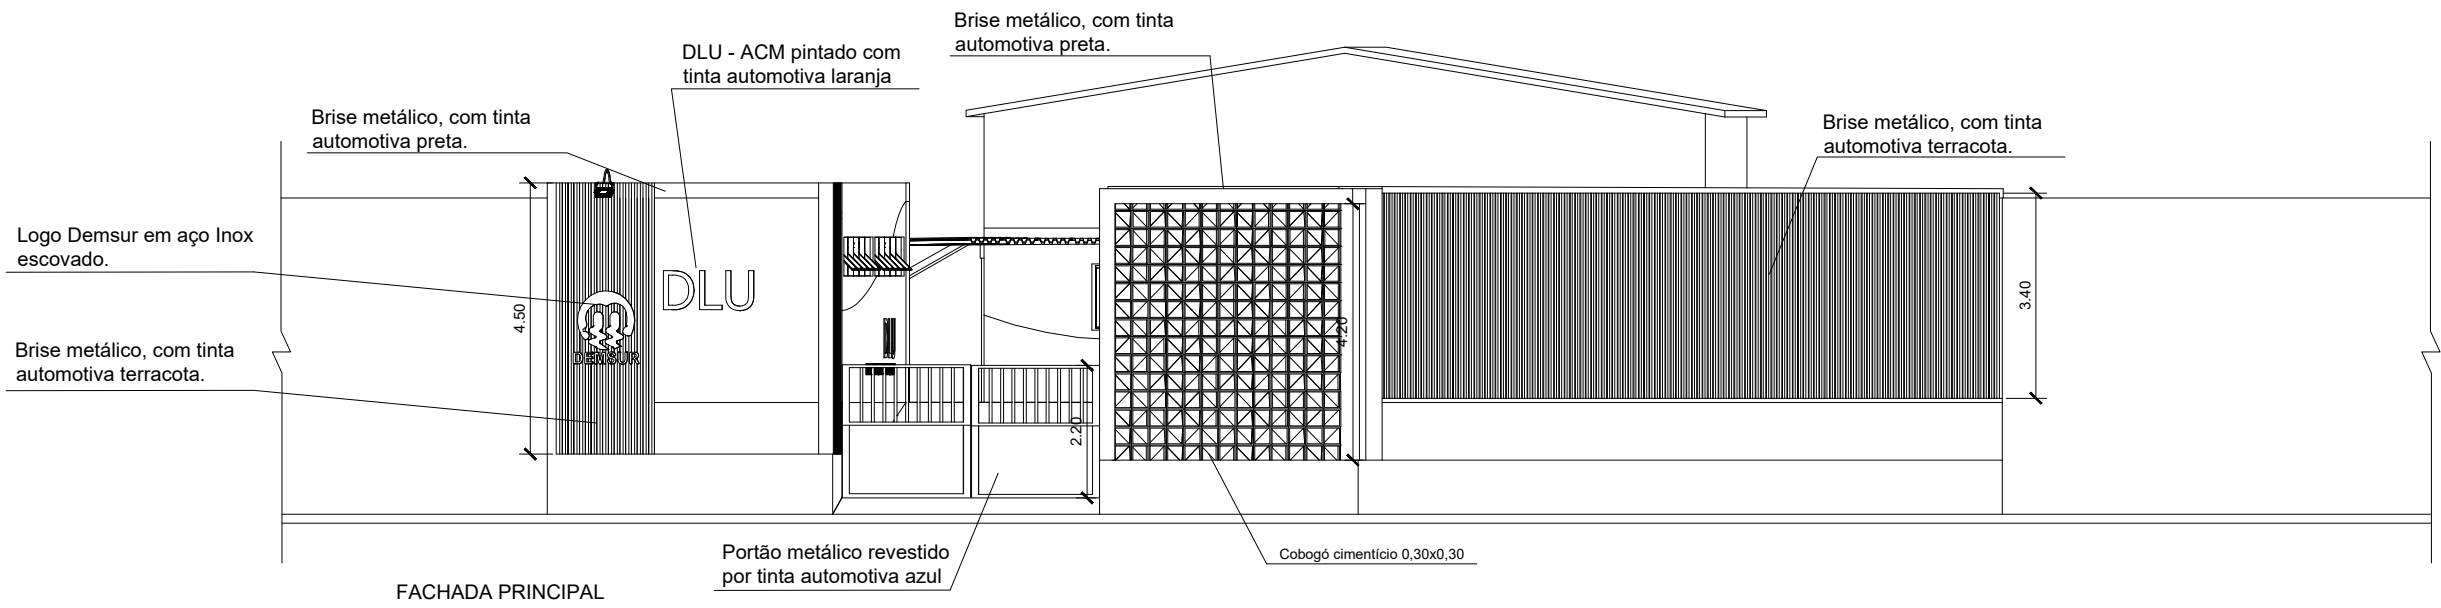 Brise metálico, com tinta
automotiva preta.
DLU - ACM pintado com
tinta automotiva laranja
Brise metálico, com tinta
automotiva preta.
Brise metálico, com tinta
automotiva terracota.
Logo Demsur em aço Inox
escovado.
DLU
4.50
DEMSUR
Brise metálico, com tinta
automotiva terracota.
2.20
4.20
3.40
Portão metálico revestido
por tinta automotiva azul
Cobogó cimentício 0,30x0,30
FACHADA PRINCIPAL